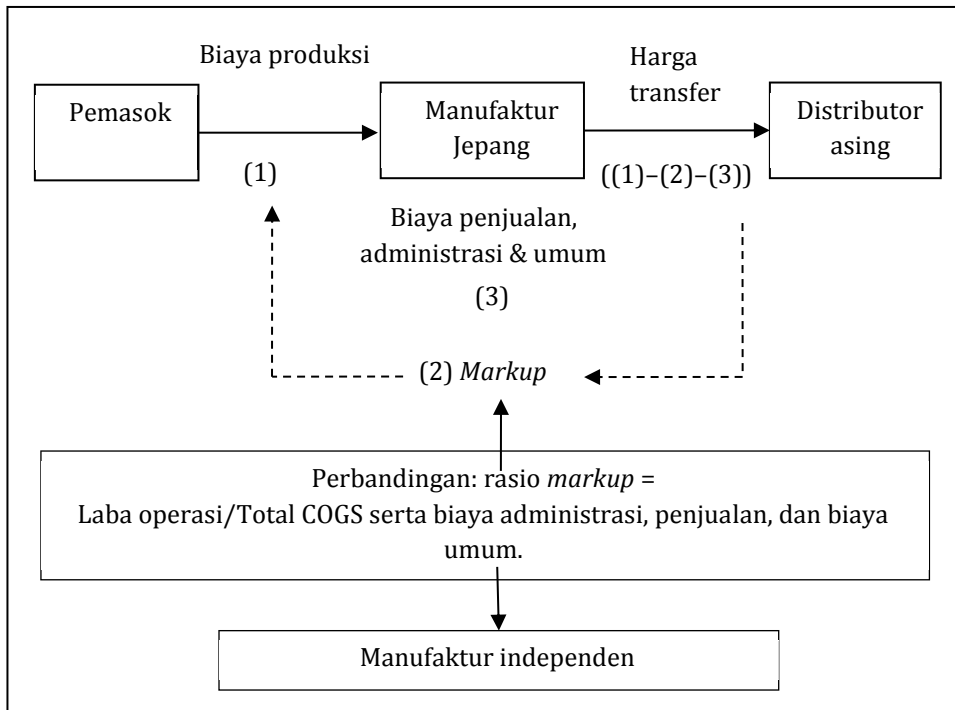 Biaya produksi
Harga
transfer
Pemasok
Manufaktur
Jepang
Distributor
asing
(1)
((1)–(2)–(3))
Biaya penjualan,
administrasi & umum
(3)
(2) Markup
Perbandingan: rasio markup =
Laba operasi/Total COGS serta biaya administrasi, penjualan, dan biaya
umum.
Manufaktur independen